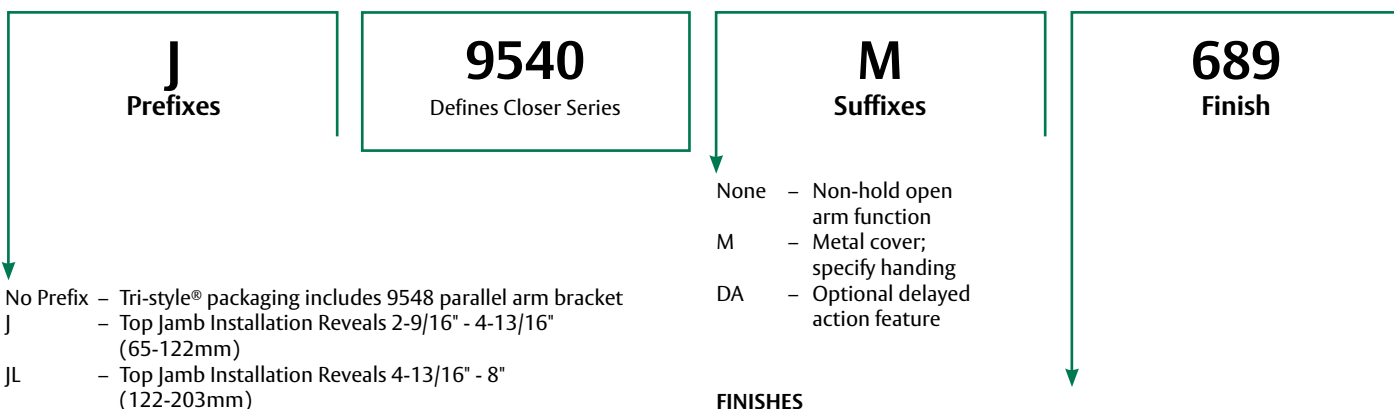 J
Prefixes
9540
Defines Closer Series
M
Suffixes
689
Finish
No Prefix – Tri-style® packaging includes 9548 parallel arm bracket
J – Top Jamb Installation Reveals 2-9/16" - 4-13/16"
(65-122mm)
JL – Top Jamb Installation Reveals 4-13/16" - 8"
(122-203mm)
None – Non-hold open
arm function
M – Metal cover;
specify handing
DA – Optional delayed
action feature
FINISHES